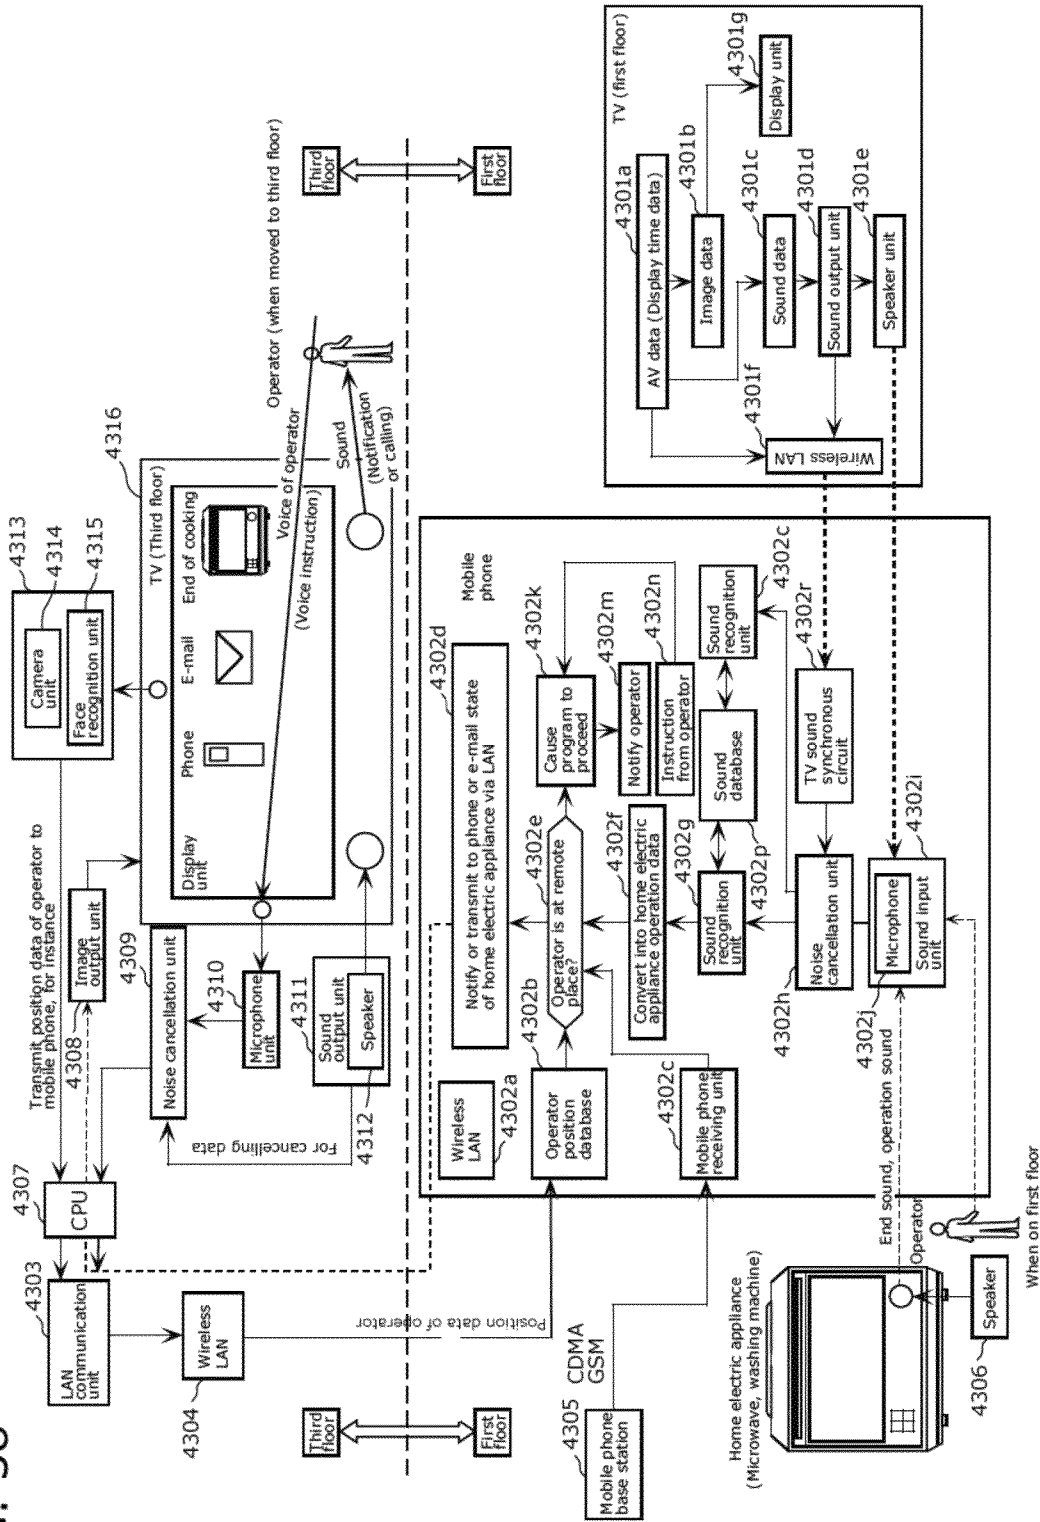 Third
floor
First
floor
Third
floor
First
floor
4303
LAN
communication
unit
4304
Wireless
LAN
4307
CPU
Transmit position data of operator to
mobile phone, for instance
4308
Image
output unit
4309
Noise cancellation unit
4310
Microphone
unit
4311
Sound
output unit
Speaker
4312
For cancelling data
4313
4314
Camera
unit
4315
Face
recognition unit
4316
TV (Third floor)
Display
unit
Phone
E-mail
End of cooking
Voice of operator
(Voice instruction)
Sound
(Notification
or calling)
Operator (when moved to third floor)
Position data of operator
4305
Mobile phone
base station
CDMA
GSM
Mobile
phone
4302d
Notify or transmit to phone or e-mail state
of home electric appliance via LAN
Wireless
LAN
4302a
4302b
Operator
position
database
4302e
Operator is at remote
place?
4302k
Cause
program to
proceed
4302m
Notify operator
4302n
Instruction
from operator
4302f
Convert into home electric
appliance operation data
4302c
Mobile phone
receiving unit
4302g
Sound
recognition
unit
4302p
Sound
database
4302c
Sound
recognition
unit
4302h
Noise
cancellation unit
4302r
TV sound
synchronous
circuit
4302i
4302j
Microphone
Sound input
unit
Home electric appliance
(Microwave, washing machine)
End sound, operation sound
Operator
4306
Speaker
When on first floor
TV (first floor)
4301a
AV data (Display time data)
4301b
Image data
4301g
Display unit
4301c
Sound data
4301d
Sound output unit
4301e
Speaker unit
4301f
Wireless LAN